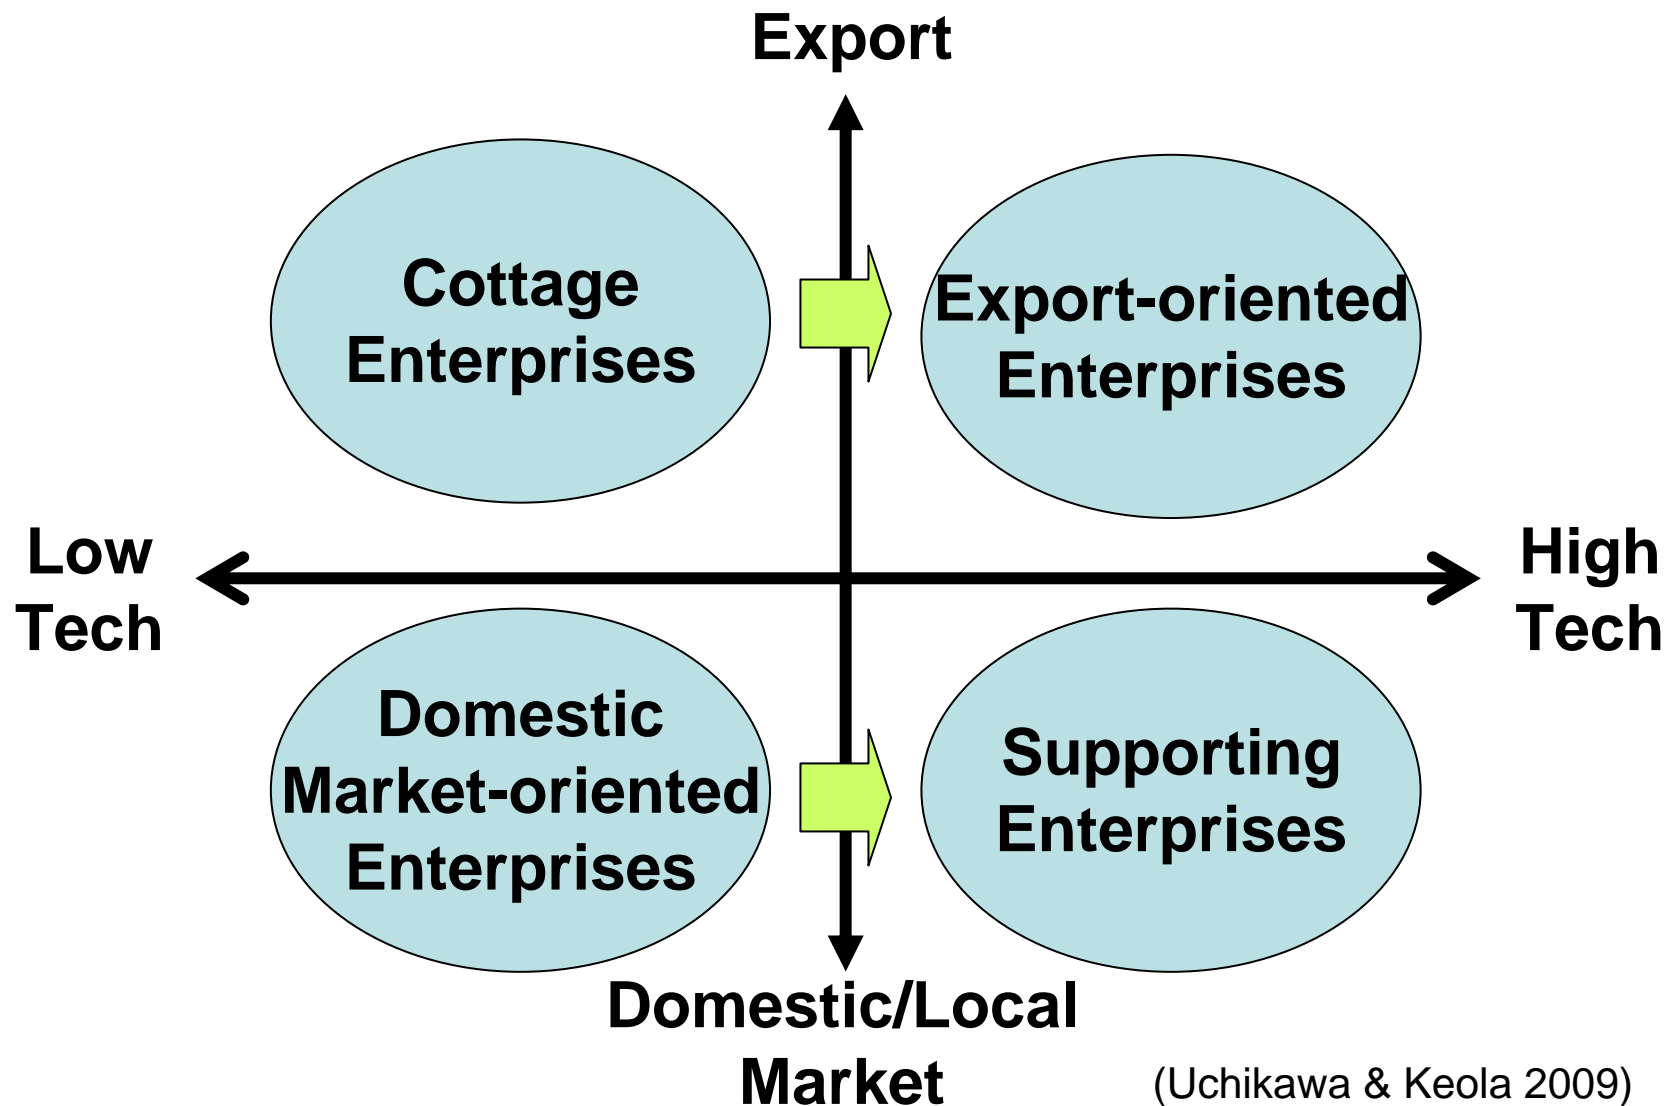 Export
Cottage
Enterprises
Export-oriented
Enterprises
Low
Tech
High
Tech
Domestic
Market-oriented
Enterprises
Supporting
Enterprises
Domestic/Local
Market
(Uchikawa & Keola 2009)